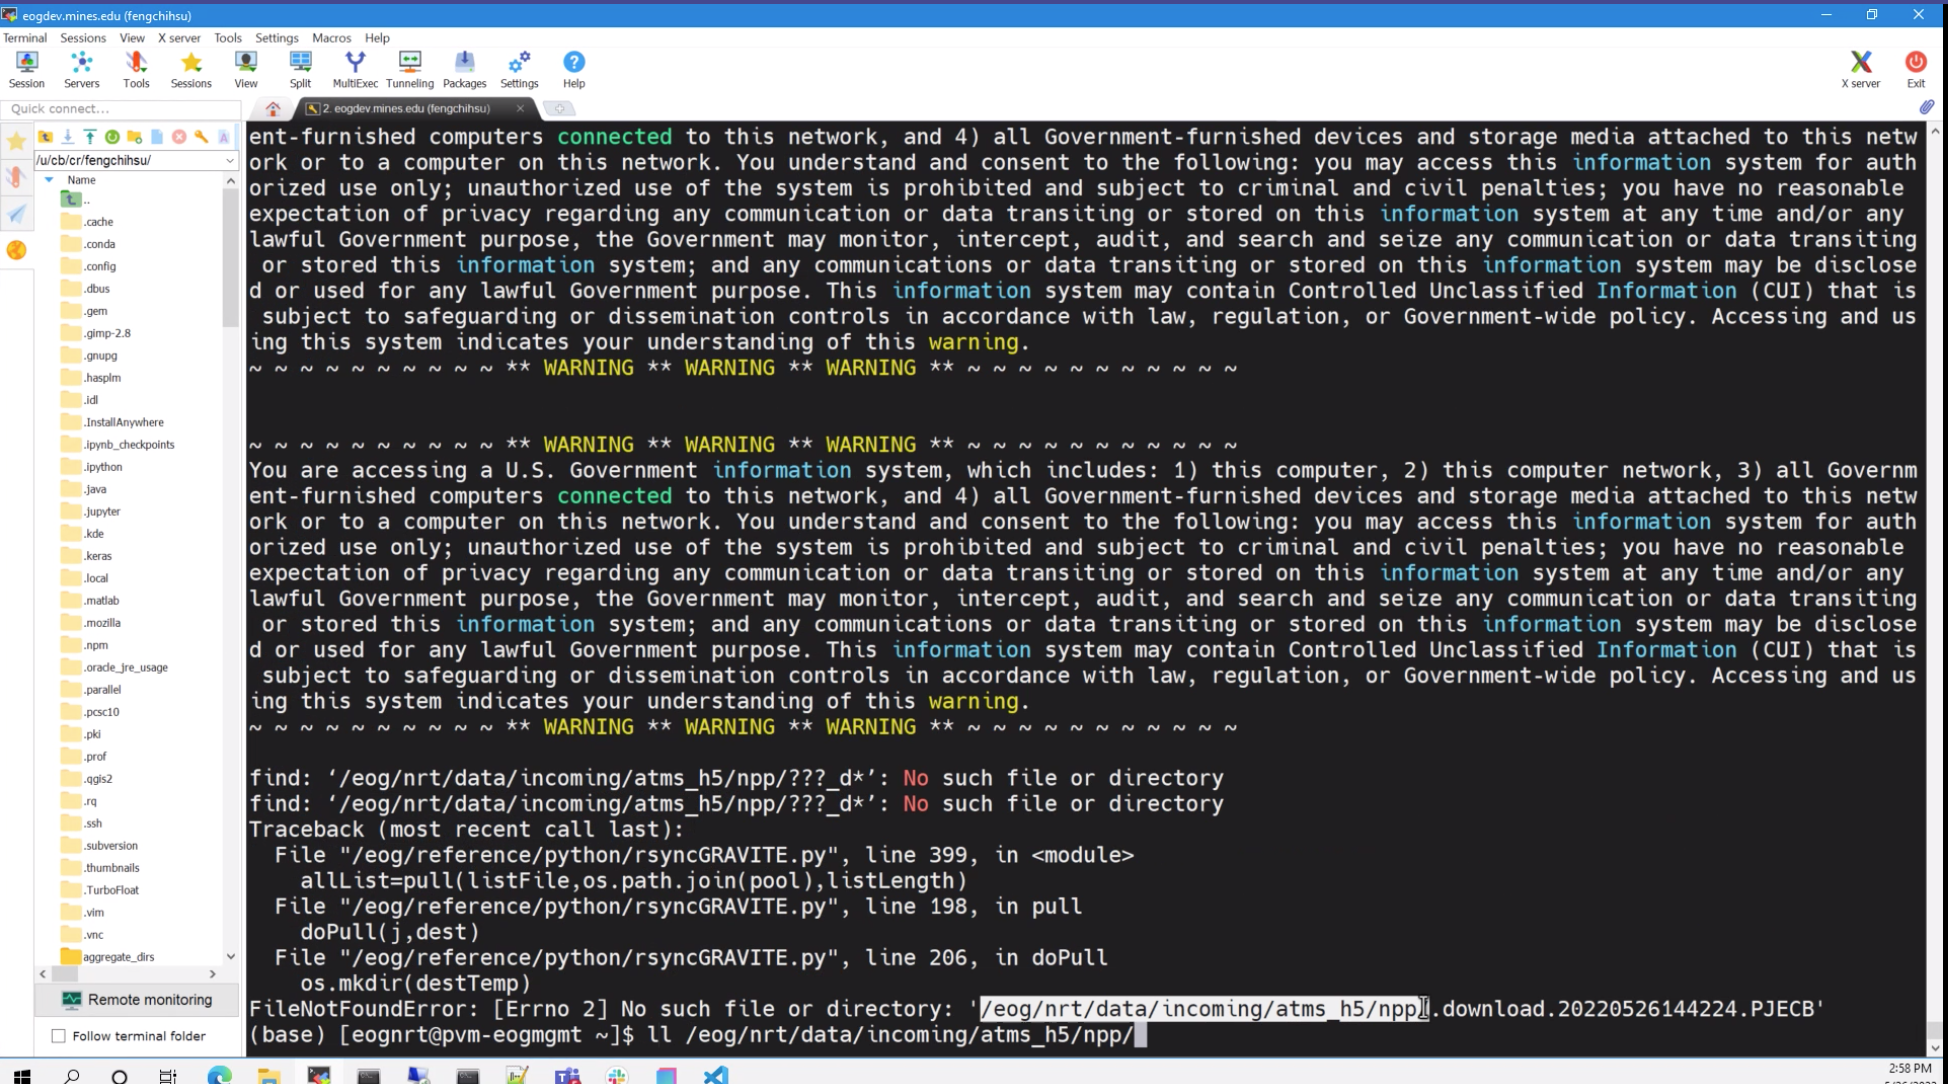 eogdev.mines.edu (fengchihsu)
Terminal Sessions View X server Tools Settings Macros Help
Session Servers Tools Sessions View Split MultiExec Tunneling Packages Settings Help X server Exit
Quick connect...
2. eogdev.mines.edu (fengchihsu)
/u/cb/cr/fengchihsu/
Name
..
.cache
.conda
.config
.dbus
.gem
.gimp-2.8
.gnupg
.hasplm
.idl
.InstallAnywhere
.ipynb_checkpoints
.ipython
.java
.jupyter
.kde
.keras
.local
.matlab
.mozilla
.npm
.oracle_jre_usage
.parallel
.pcsc10
.pki
.prof
.qgis2
.rq
.ssh
.subversion
.thumbnails
.TurboFloat
.vim
.vnc
aggregate_dirs
Remote monitoring
Follow terminal folder
ent-furnished computers connected to this network, and 4) all Government-furnished devices and storage media attached to this netw
ork or to a computer on this network. You understand and consent to the following: you may access this information system for auth
orized use only; unauthorized use of the system is prohibited and subject to criminal and civil penalties; you have no reasonable
expectation of privacy regarding any communication or data transiting or stored on this information system at any time and/or any
lawful Government purpose, the Government may monitor, intercept, audit, and search and seize any communication or data transiting
or stored this information system; and any communications or data transiting or stored on this information system may be disclose
d or used for any lawful Government purpose. This information system may contain Controlled Unclassified Information (CUI) that is
subject to safeguarding or dissemination controls in accordance with law, regulation, or Government-wide policy. Accessing and us
ing this system indicates your understanding of this warning.
~ ~ ~ ~ ~ ~ ~ ~ ~ ~ ** WARNING ** WARNING ** WARNING ** ~ ~ ~ ~ ~ ~ ~ ~ ~ ~ ~
~ ~ ~ ~ ~ ~ ~ ~ ~ ~ ** WARNING ** WARNING ** WARNING ** ~ ~ ~ ~ ~ ~ ~ ~ ~ ~ ~
You are accessing a U.S. Government information system, which includes: 1) this computer, 2) this computer network, 3) all Governm
ent-furnished computers connected to this network, and 4) all Government-furnished devices and storage media attached to this netw
ork or to a computer on this network. You understand and consent to the following: you may access this information system for auth
orized use only; unauthorized use of the system is prohibited and subject to criminal and civil penalties; you have no reasonable
expectation of privacy regarding any communication or data transiting or stored on this information system at any time and/or any
lawful Government purpose, the Government may monitor, intercept, audit, and search and seize any communication or data transiting
or stored this information system; and any communications or data transiting or stored on this information system may be disclose
d or used for any lawful Government purpose. This information system may contain Controlled Unclassified Information (CUI) that is
subject to safeguarding or dissemination controls in accordance with law, regulation, or Government-wide policy. Accessing and us
ing this system indicates your understanding of this warning.
~ ~ ~ ~ ~ ~ ~ ~ ~ ~ ** WARNING ** WARNING ** WARNING ** ~ ~ ~ ~ ~ ~ ~ ~ ~ ~ ~
find: ‘/eog/nrt/data/incoming/atms_h5/npp/???_d*’: No such file or directory
find: ‘/eog/nrt/data/incoming/atms_h5/npp/???_d*’: No such file or directory
Traceback (most recent call last):
File "/eog/reference/python/rsyncGRAVITE.py", line 399, in <module>
allList=pull(listFile,os.path.join(pool),listLength)
File "/eog/reference/python/rsyncGRAVITE.py", line 198, in pull
doPull(j,dest)
File "/eog/reference/python/rsyncGRAVITE.py", line 206, in doPull
os.mkdir(destTemp)
FileNotFoundError: [Errno 2] No such file or directory: '/eog/nrt/data/incoming/atms_h5/npp/.download.20220526144224.PJECB'
(base) [eognrt@pvm-eogmgmt ~]$ ll /eog/nrt/data/incoming/atms_h5/npp/
2:58 PM